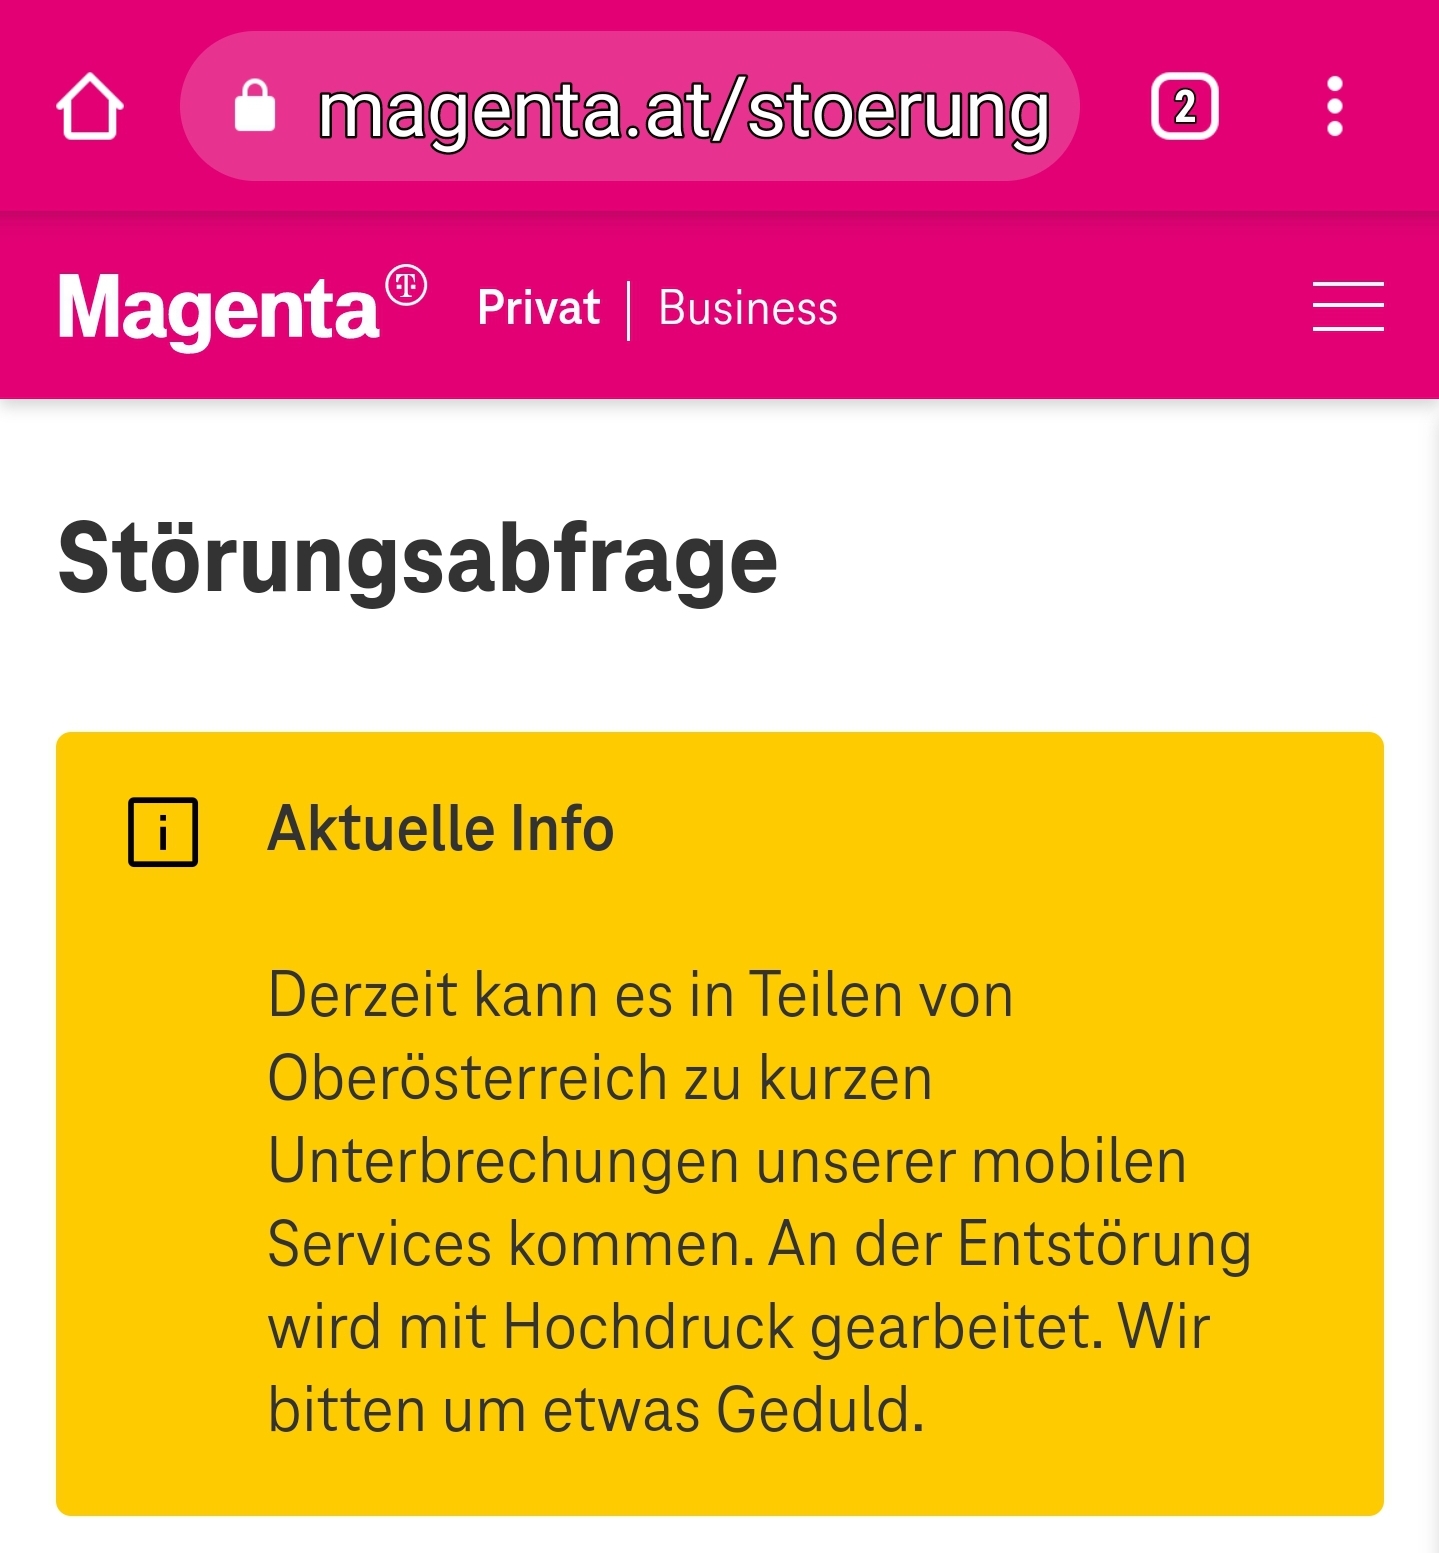 magenta.at/stoerung
2
Magenta T Privat | Business
Störungsabfrage
i Aktuelle Info
Derzeit kann es in Teilen von
Oberösterreich zu kurzen
Unterbrechungen unserer mobilen
Services kommen. An der Entstörung
wird mit Hochdruck gearbeitet. Wir
bitten um etwas Geduld.